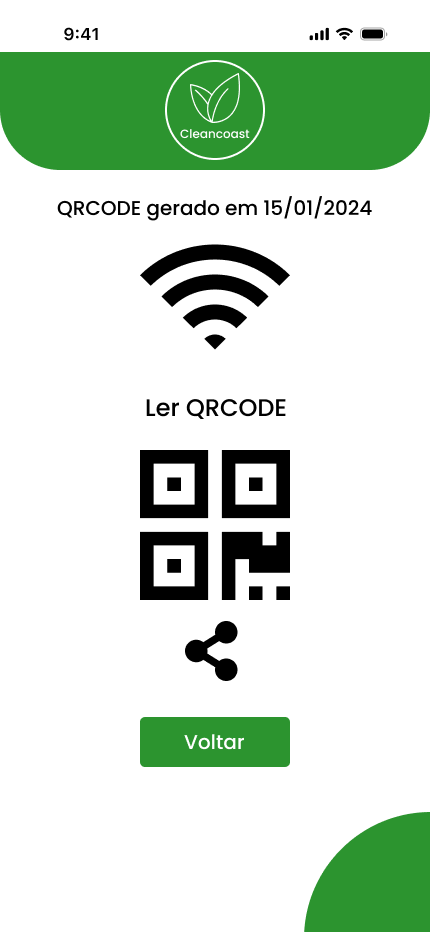 9:41
Cleancoast
QRCODE gerado em 15/01/2024
Ler QRCODE
Voltar